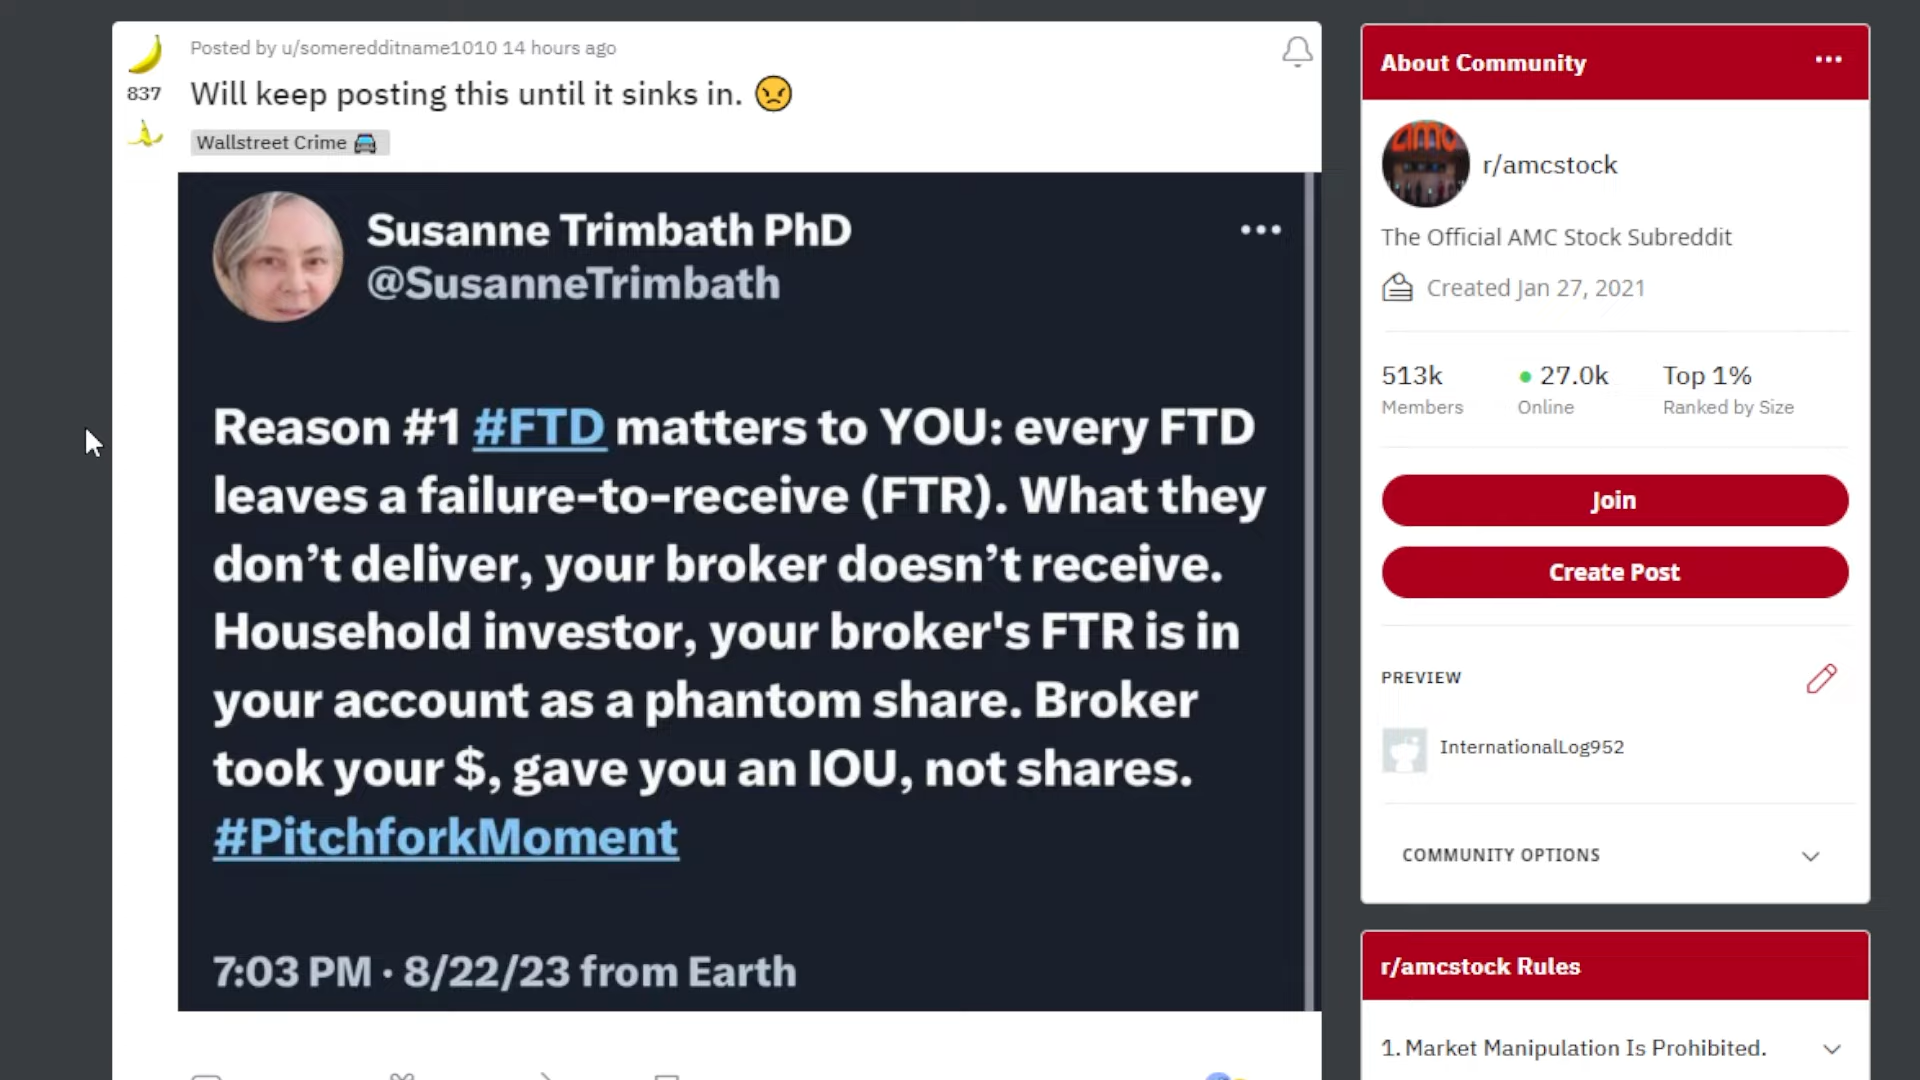 Posted by u/someredditname1010 14 hours ago
837
Will keep posting this until it sinks in. 😠
Wallstreet Crime 🚔
Susanne Trimbath PhD
@SusanneTrimbath
Reason #1 #FTD matters to YOU: every FTD
leaves a failure-to-receive (FTR). What they
don’t deliver, your broker doesn’t receive.
Household investor, your broker's FTR is in
your account as a phantom share. Broker
took your $, gave you an IOU, not shares.
#PitchforkMoment
7:03 PM · 8/22/23 from Earth
About Community
amc
r/amcstock
The Official AMC Stock Subreddit
Created Jan 27, 2021
513k 27.0k Top 1%
Members Online Ranked by Size
Join
Create Post
PREVIEW
InternationalLog952
COMMUNITY OPTIONS
r/amcstock Rules
1. Market Manipulation Is Prohibited.